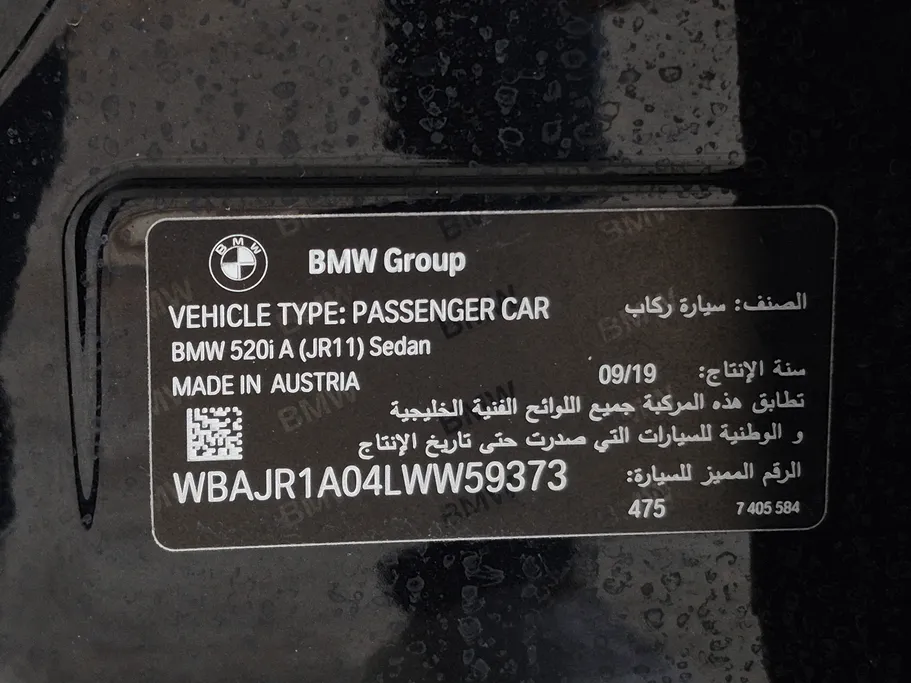 BMW
BMW Group
VEHICLE TYPE: PASSENGER CAR
الصنف: سيارة ركاب
BMW 520i A (JR11) Sedan
سنة الإنتاج: 09/19
MADE IN AUSTRIA
تطابق هذه المركبة جميع اللوائح الفنية الخليجية
و الوطنية للسيارات التي صدرت حتى تاريخ الإنتاج
الرقم المميز للسيارة:
WBAJR1A04LWW59373
475
7 405 584